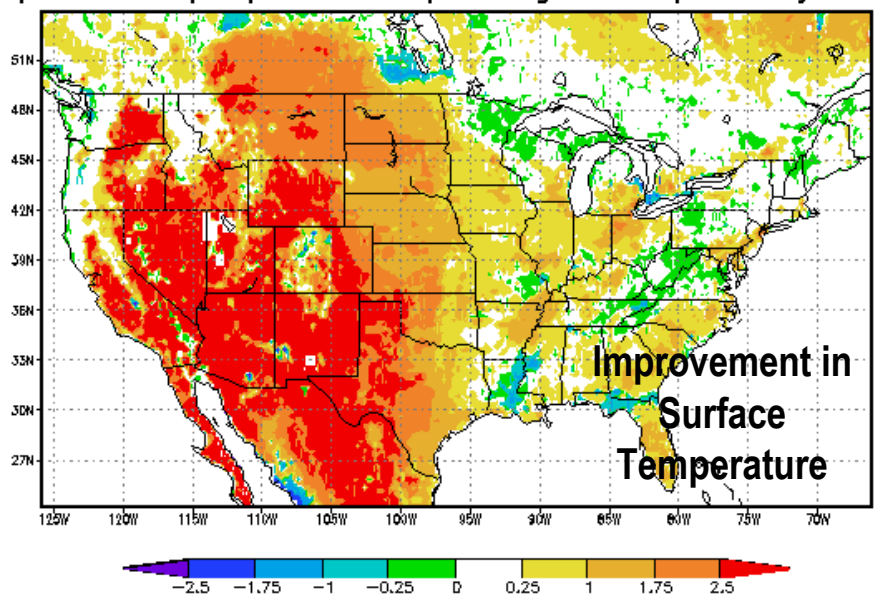 51N
48N
45N
42N
39N
36N
33N
30N
27N
Improvement in
Surface
Temperature
125W 120W 115W 110W 105W 100W 95W 90W 85W 80W 75W 70W
-2.5 -1.75 -1 -0.25 0 0.25 1 1.75 2.5